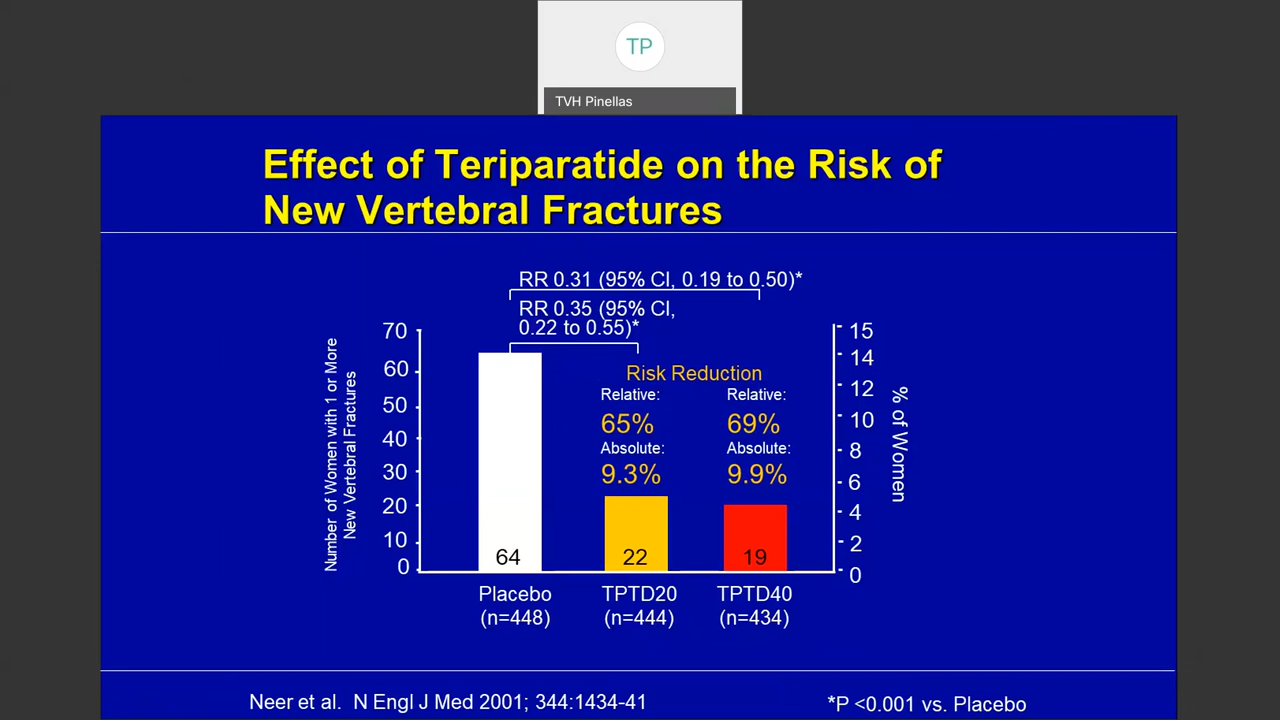 TP
TVH Pinellas
Effect of Teriparatide on the Risk of
New Vertebral Fractures
RR 0.31 (95% CI, 0.19 to 0.50)*
RR 0.35 (95% CI,
0.22 to 0.55)*
Number of Women with 1 or More
New Vertebral Fractures
70
60
50
40
30
20
10
0
Risk Reduction
Relative:
65%
Absolute:
9.3%
Relative:
69%
Absolute:
9.9%
64
22
19
15
14
12
10
8
6
4
2
0
% of Women
Placebo
(n=448)
TPTD20
(n=444)
TPTD40
(n=434)
Neer et al. N Engl J Med 2001; 344:1434-41
*P <0.001 vs. Placebo